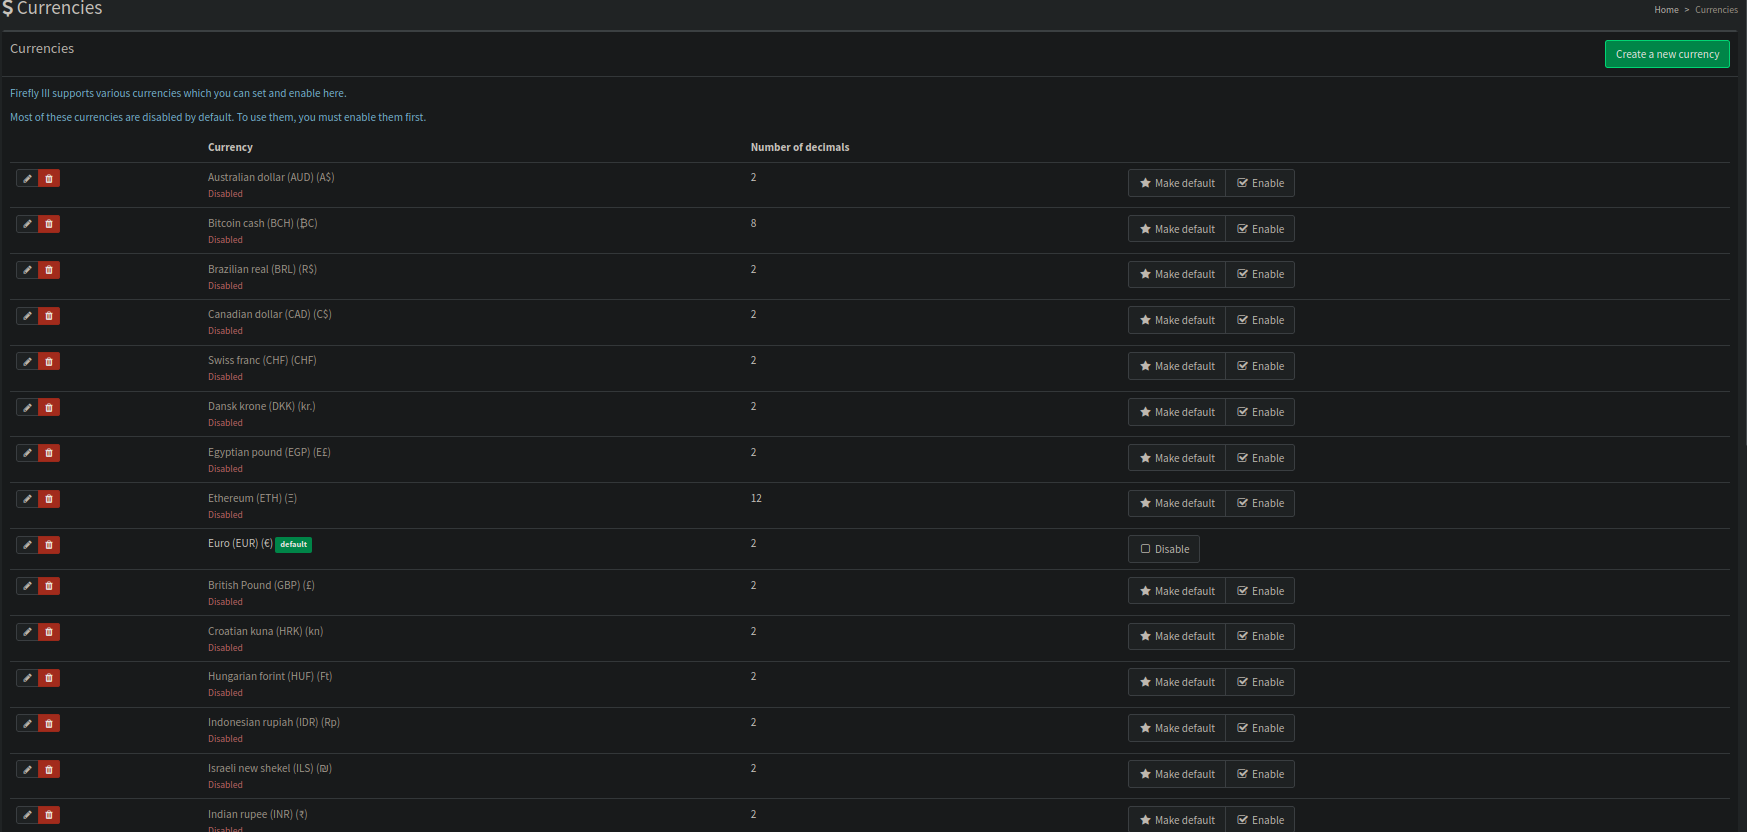 $ Currencies
Home > Currencies
Currencies
Create a new currency
Firefly III supports various currencies which you can set and enable here.
Most of these currencies are disabled by default. To use them, you must enable them first.
Currency Number of decimals
Australian dollar (AUD) (A$) 2 Make default Enable
Disabled
Bitcoin cash (BCH) (₿C) 8 Make default Enable
Disabled
Brazilian real (BRL) (R$) 2 Make default Enable
Disabled
Canadian dollar (CAD) (C$) 2 Make default Enable
Disabled
Swiss franc (CHF) (CHF) 2 Make default Enable
Disabled
Dansk krone (DKK) (kr.) 2 Make default Enable
Disabled
Egyptian pound (EGP) (E£) 2 Make default Enable
Disabled
Ethereum (ETH) (Ξ) 12 Make default Enable
Disabled
Euro (EUR) (€) default 2 Disable
British Pound (GBP) (£) 2 Make default Enable
Disabled
Croatian kuna (HRK) (kn) 2 Make default Enable
Disabled
Hungarian forint (HUF) (Ft) 2 Make default Enable
Disabled
Indonesian rupiah (IDR) (Rp) 2 Make default Enable
Disabled
Israeli new shekel (ILS) (₪) 2 Make default Enable
Disabled
Indian rupee (INR) (₹) 2 Make default Enable
Disabled